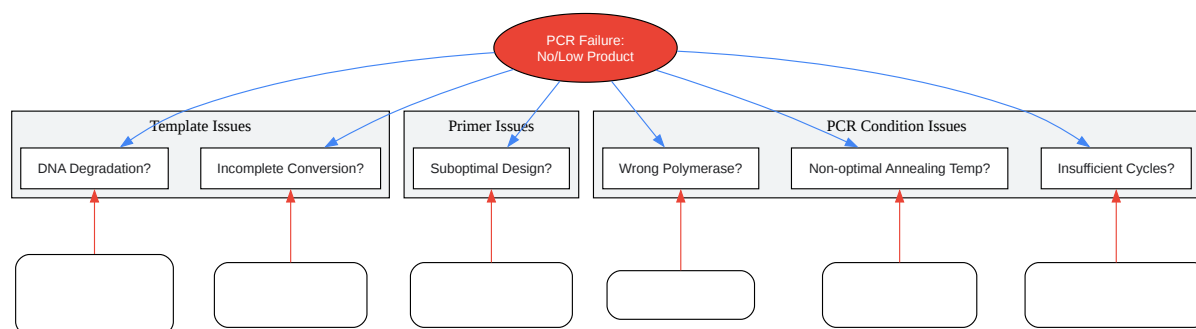 PCR Failure:
No/Low Product
Template Issues
Primer Issues
PCR Condition Issues
DNA Degradation?
Incomplete Conversion?
Suboptimal Design?
Wrong Polymerase?
Non-optimal Annealing Temp?
Insufficient Cycles?